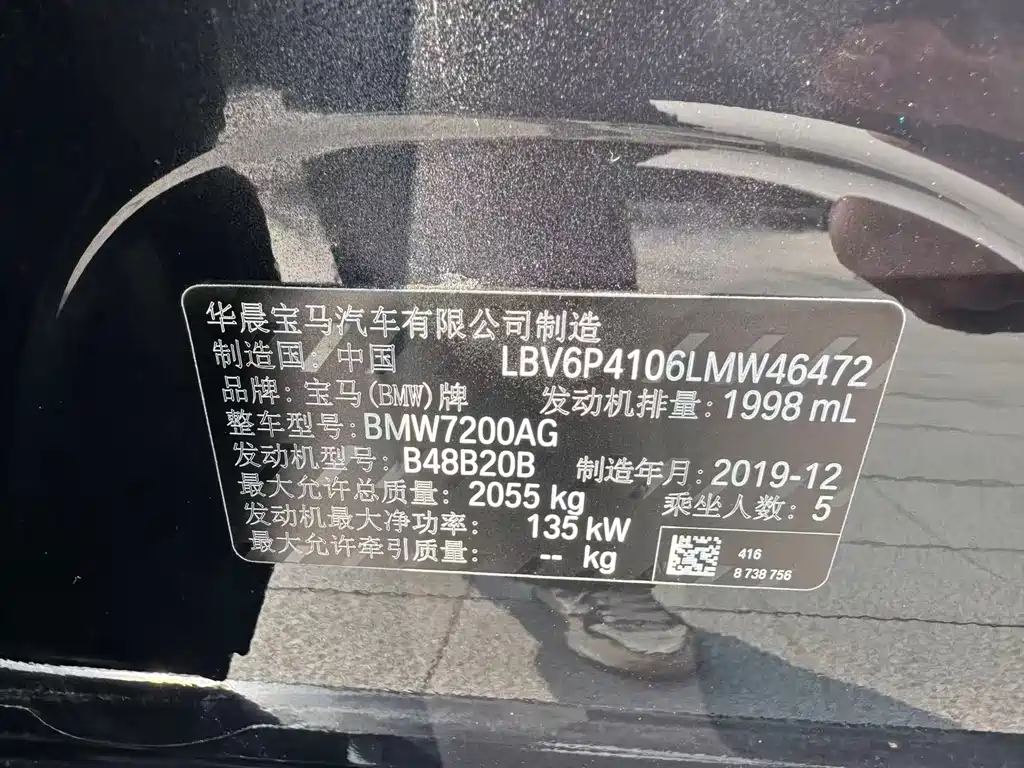 华晨宝马汽车有限公司制造
制造国：中国 LBV6P4106LMW46472
品牌：宝马(BMW)牌 发动机排量：1998 mL
整车型号：BMW7200AG
发动机型号：B48B20B 制造年月：2019-12
最大允许总质量：2055 kg 乘坐人数：5
发动机最大净功率：135 kW
最大允许牵引质量：-- kg
416
8 738 756